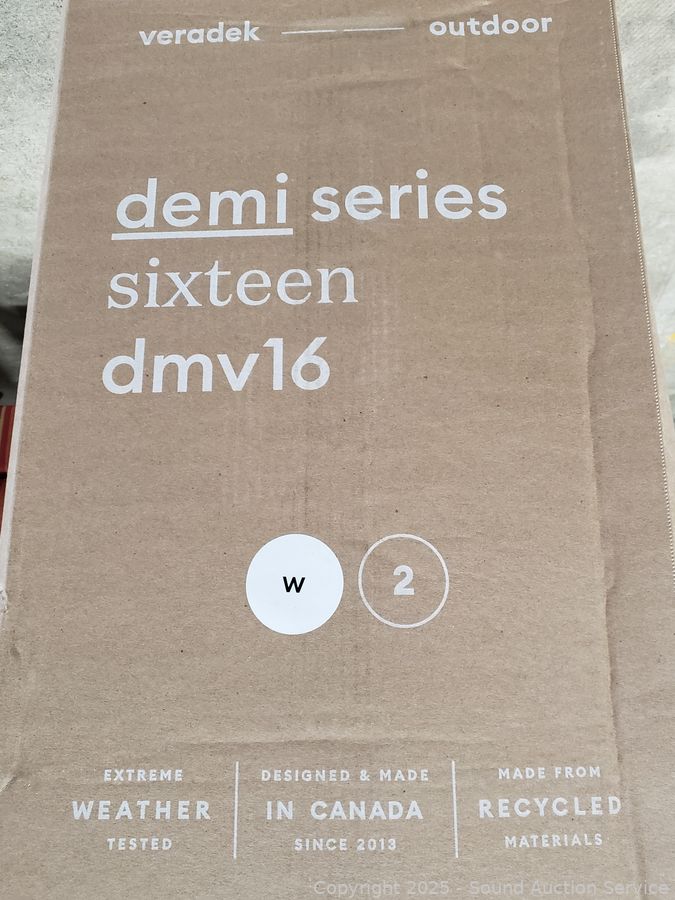 veradek outdoor
demi series
sixteen
dmv16
w 2
EXTREME
WEATHER
TESTED
DESIGNED & MADE
IN CANADA
SINCE 2013
MADE FROM
RECYCLED
MATERIALS
Copyright 2025 - Sound Auction Service